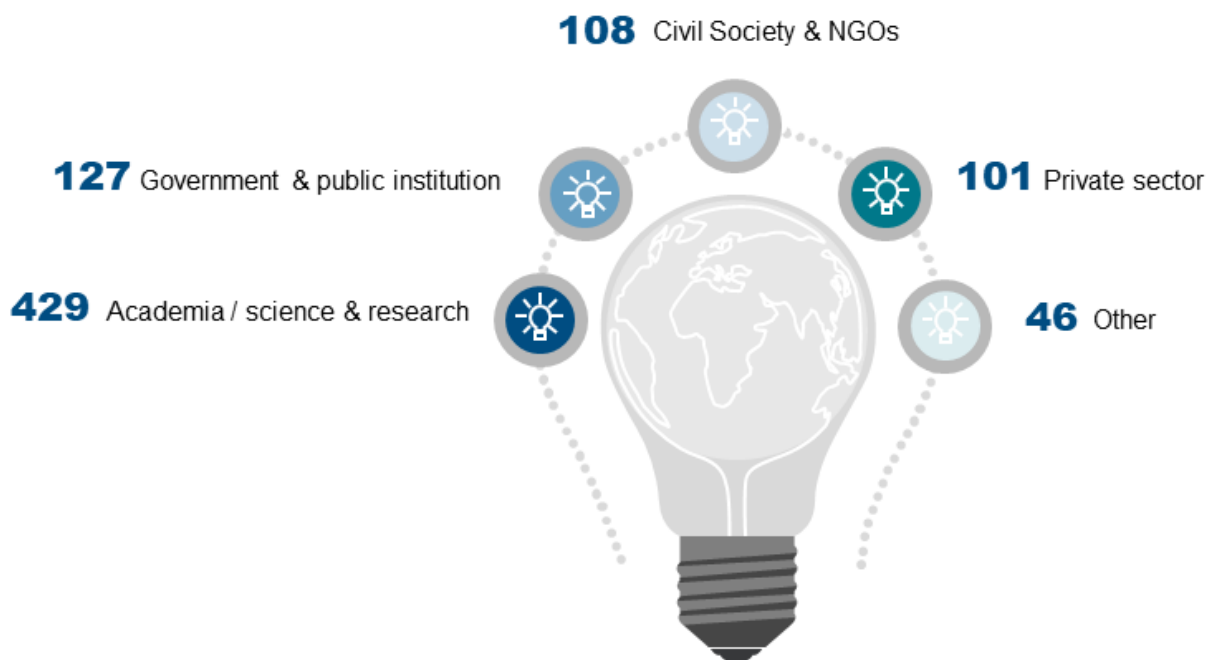 108 Civil Society & NGOs
127 Government & public institution
101 Private sector
429 Academia / science & research
46 Other